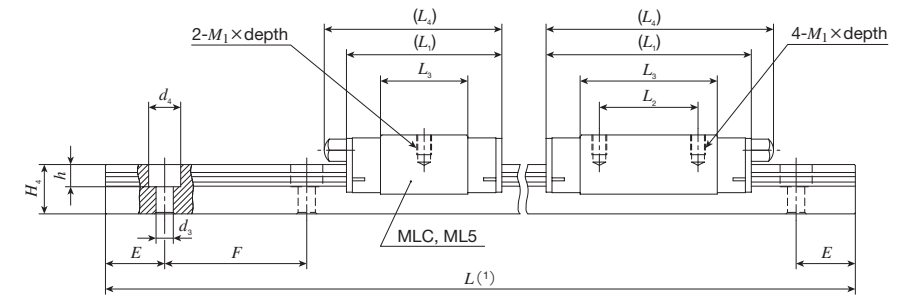 (L₄) (L₄)
2-M₁×depth (L₁) (L₁) 4-M₁×depth
L₃ L₃
d₄ L₂
h
H₄
d₃
MLC, ML5
E F E
L(¹)